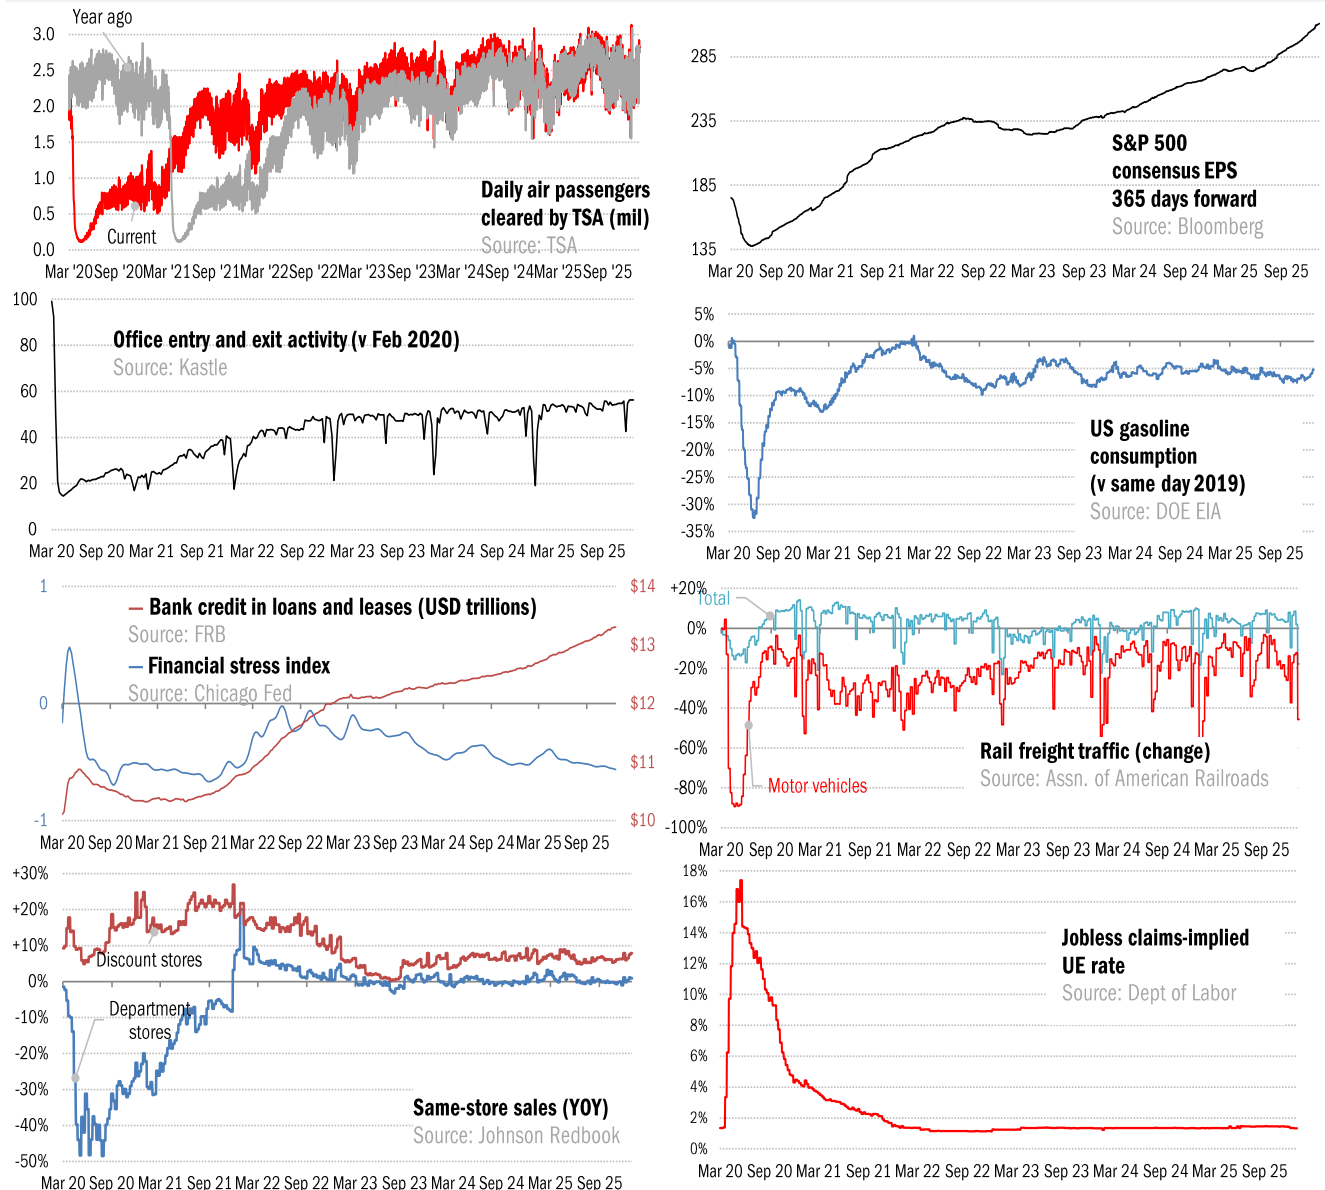 Year ago
3.0
2.5
2.0
1.5
1.0
0.5
0.0
Daily air passengers
cleared by TSA (mil)
Source: TSA
Current
Mar '20 Sep '20 Mar '21 Sep '21 Mar '22 Sep '22 Mar '23 Sep '23 Mar '24 Sep '24 Mar '25 Sep '25
285
235
185
135
S&P 500
consensus EPS
365 days forward
Source: Bloomberg
Mar 20 Sep 20 Mar 21 Sep 21 Mar 22 Sep 22 Mar 23 Sep 23 Mar 24 Sep 24 Mar 25 Sep 25
100
80
60
40
20
0
Office entry and exit activity (v Feb 2020)
Source: Kastle
Mar 20 Sep 20 Mar 21 Sep 21 Mar 22 Sep 22 Mar 23 Sep 23 Mar 24 Sep 24 Mar 25 Sep 25
5%
0%
-5%
-10%
-15%
-20%
-25%
-30%
-35%
US gasoline
consumption
(v same day 2019)
Source: DOE EIA
Mar 20 Sep 20 Mar 21 Sep 21 Mar 22 Sep 22 Mar 23 Sep 23 Mar 24 Sep 24 Mar 25 Sep 25
1
0
-1
Bank credit in loans and leases (USD trillions)
Source: FRB
Financial stress index
Source: Chicago Fed
$14
$13
$12
$11
$10
Mar 20 Sep 20 Mar 21 Sep 21 Mar 22 Sep 22 Mar 23 Sep 23 Mar 24 Sep 24 Mar 25 Sep 25
+20%
0%
-20%
-40%
-60%
-80%
-100%
Total
Motor vehicles
Rail freight traffic (change)
Source: Assn. of American Railroads
Mar 20 Sep 20 Mar 21 Sep 21 Mar 22 Sep 22 Mar 23 Sep 23 Mar 24 Sep 24 Mar 25 Sep 25
+30%
+20%
+10%
+0%
-10%
-20%
-30%
-40%
-50%
Discount stores
Department
stores
Same-store sales (YOY)
Source: Johnson Redbook
Mar 20 Sep 20 Mar 21 Sep 21 Mar 22 Sep 22 Mar 23 Sep 23 Mar 24 Sep 24 Mar 25 Sep 25
18%
16%
14%
12%
10%
8%
6%
4%
2%
0%
Jobless claims-implied
UE rate
Source: Dept of Labor
Mar 20 Sep 20 Mar 21 Sep 21 Mar 22 Sep 22 Mar 23 Sep 23 Mar 24 Sep 24 Mar 25 Sep 25